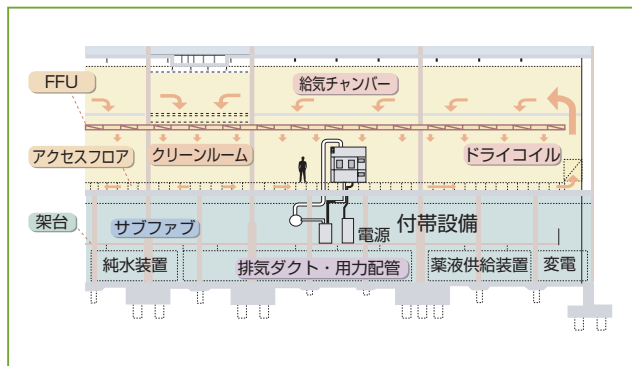 FFU
給気チャンバー
アクセスフロア
クリーンルーム
ドライコイル
架台
サブファブ
電源
付帯設備
純水装置
排気ダクト・用力配管
薬液供給装置
変電